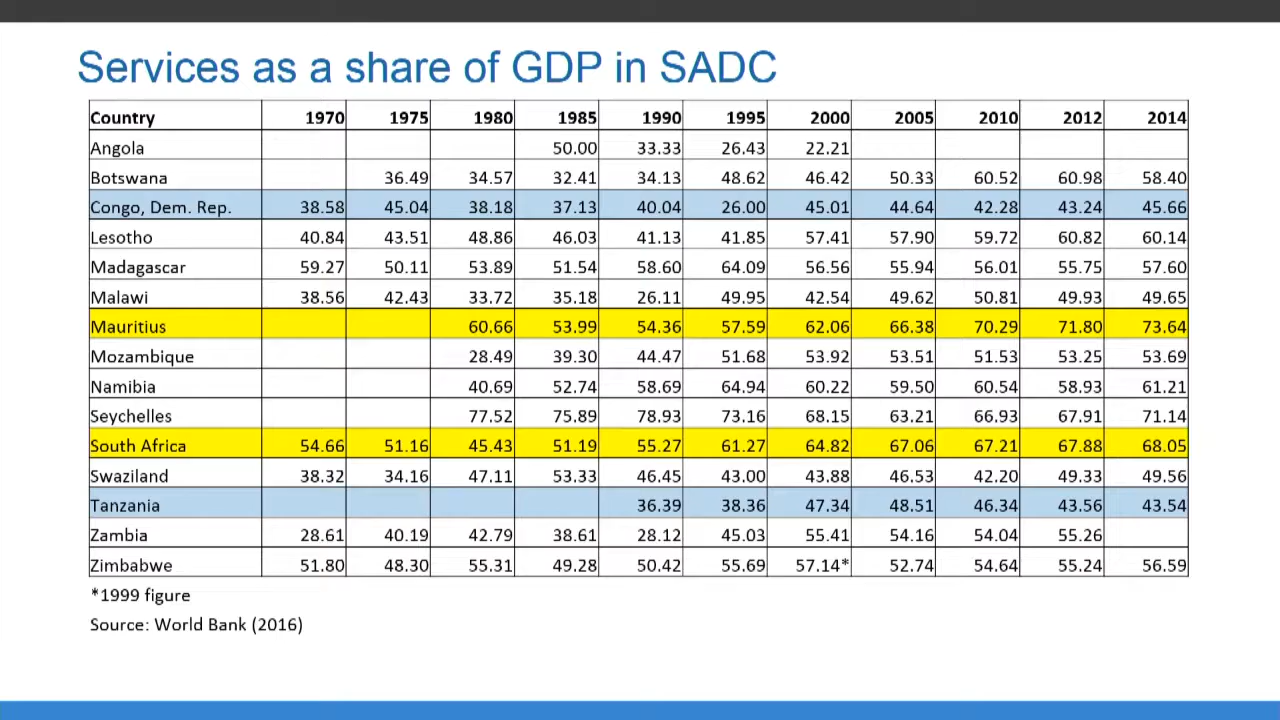 Services as a share of GDP in SADC
Country 1970 1975 1980 1985 1990 1995 2000 2005 2010 2012 2014
Angola 50.00 33.33 26.43 22.21
Botswana 36.49 34.57 32.41 34.13 48.62 46.42 50.33 60.52 60.98 58.40
Congo, Dem. Rep. 38.58 45.04 38.18 37.13 40.04 26.00 45.01 44.64 42.28 43.24 45.66
Lesotho 40.84 43.51 48.86 46.03 41.13 41.85 57.41 57.90 59.72 60.82 60.14
Madagascar 59.27 50.11 53.89 51.54 58.60 64.09 56.56 55.94 56.01 55.75 57.60
Malawi 38.56 42.43 33.72 35.18 26.11 49.95 42.54 49.62 50.81 49.93 49.65
Mauritius 60.66 53.99 54.36 57.59 62.06 66.38 70.29 71.80 73.64
Mozambique 28.49 39.30 44.47 51.68 53.92 53.51 51.53 53.25 53.69
Namibia 40.69 52.74 58.69 64.94 60.22 59.50 60.54 58.93 61.21
Seychelles 77.52 75.89 78.93 73.16 68.15 63.21 66.93 67.91 71.14
South Africa 54.66 51.16 45.43 51.19 55.27 61.27 64.82 67.06 67.21 67.88 68.05
Swaziland 38.32 34.16 47.11 53.33 46.45 43.00 43.88 46.53 42.20 49.33 49.56
Tanzania 36.39 38.36 47.34 48.51 46.34 43.56 43.54
Zambia 28.61 40.19 42.79 38.61 28.12 45.03 55.41 54.16 54.04 55.26
Zimbabwe 51.80 48.30 55.31 49.28 50.42 55.69 57.14* 52.74 54.64 55.24 56.59
*1999 figure
Source: World Bank (2016)